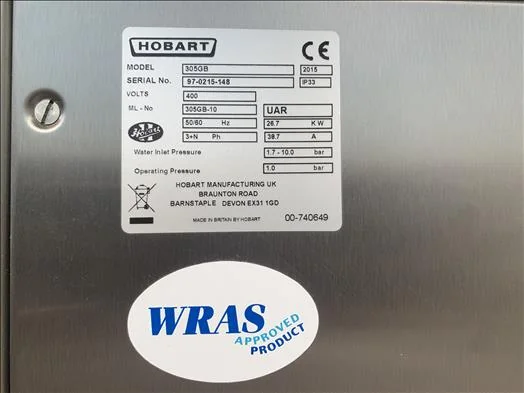 HOBART CE
MODEL 305GB 2015
SERIAL No. 97-0215-148 IP33
VOLTS 400
ML - No 305GB-10 UAR
50/60 Hz 26.7 KW
Hobart 3+N Ph 38.7 A
Water Inlet Pressure 1.7 - 10.0 bar
Operating Pressure 1.0 bar
HOBART MANUFACTURING UK
BRAUNTON ROAD
BARNSTAPLE DEVON EX31 1GD
MADE IN BRITAIN BY HOBART 00-740649
WRAS
APPROVED
PRODUCT